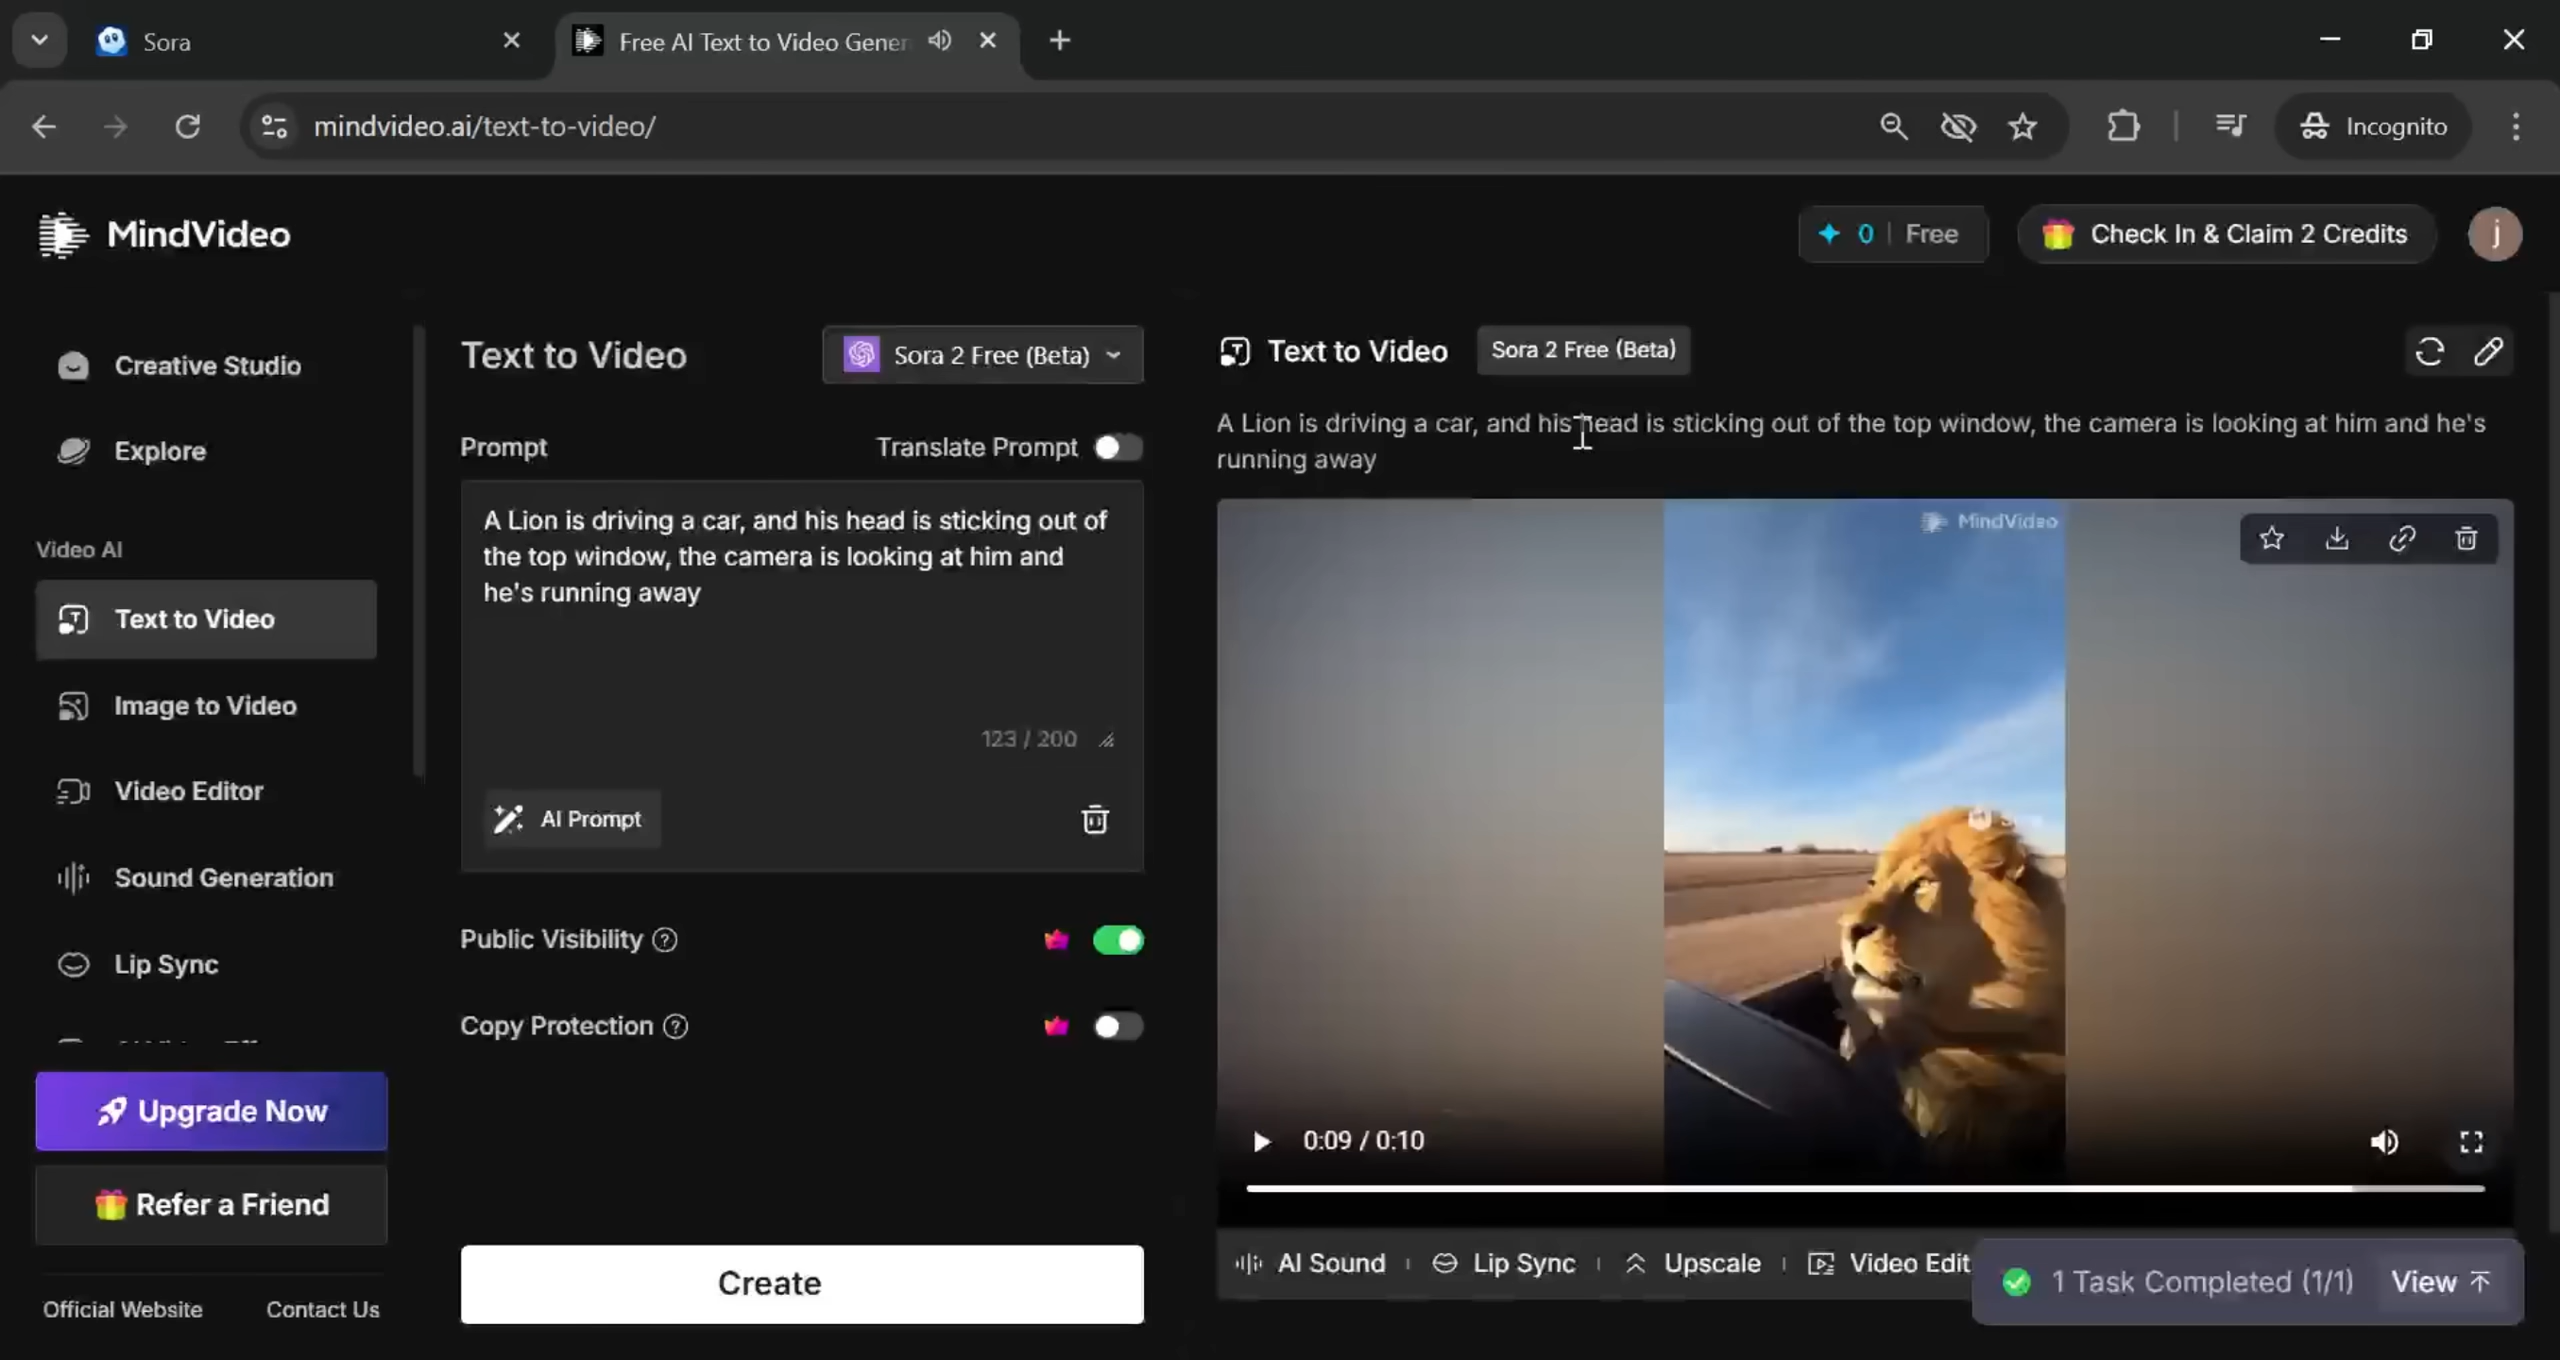 Sora
Free AI Text to Video Gener
mindvideo.ai/text-to-video/
Incognito
MindVideo
0 | Free
Check In & Claim 2 Credits
j
Creative Studio
Explore
Video AI
Text to Video
Image to Video
Video Editor
Sound Generation
Lip Sync
Upgrade Now
Refer a Friend
Official Website
Contact Us
Text to Video
Sora 2 Free (Beta)
Prompt
Translate Prompt
A Lion is driving a car, and his head is sticking out of
the top window, the camera is looking at him and
he's running away
123 / 200
AI Prompt
Public Visibility
Copy Protection
Create
Text to Video
Sora 2 Free (Beta)
A Lion is driving a car, and his head is sticking out of the top window, the camera is looking at him and he's
running away
MindVideo
0:09 / 0:10
AI Sound
Lip Sync
Upscale
Video Edit
1 Task Completed (1/1)
View